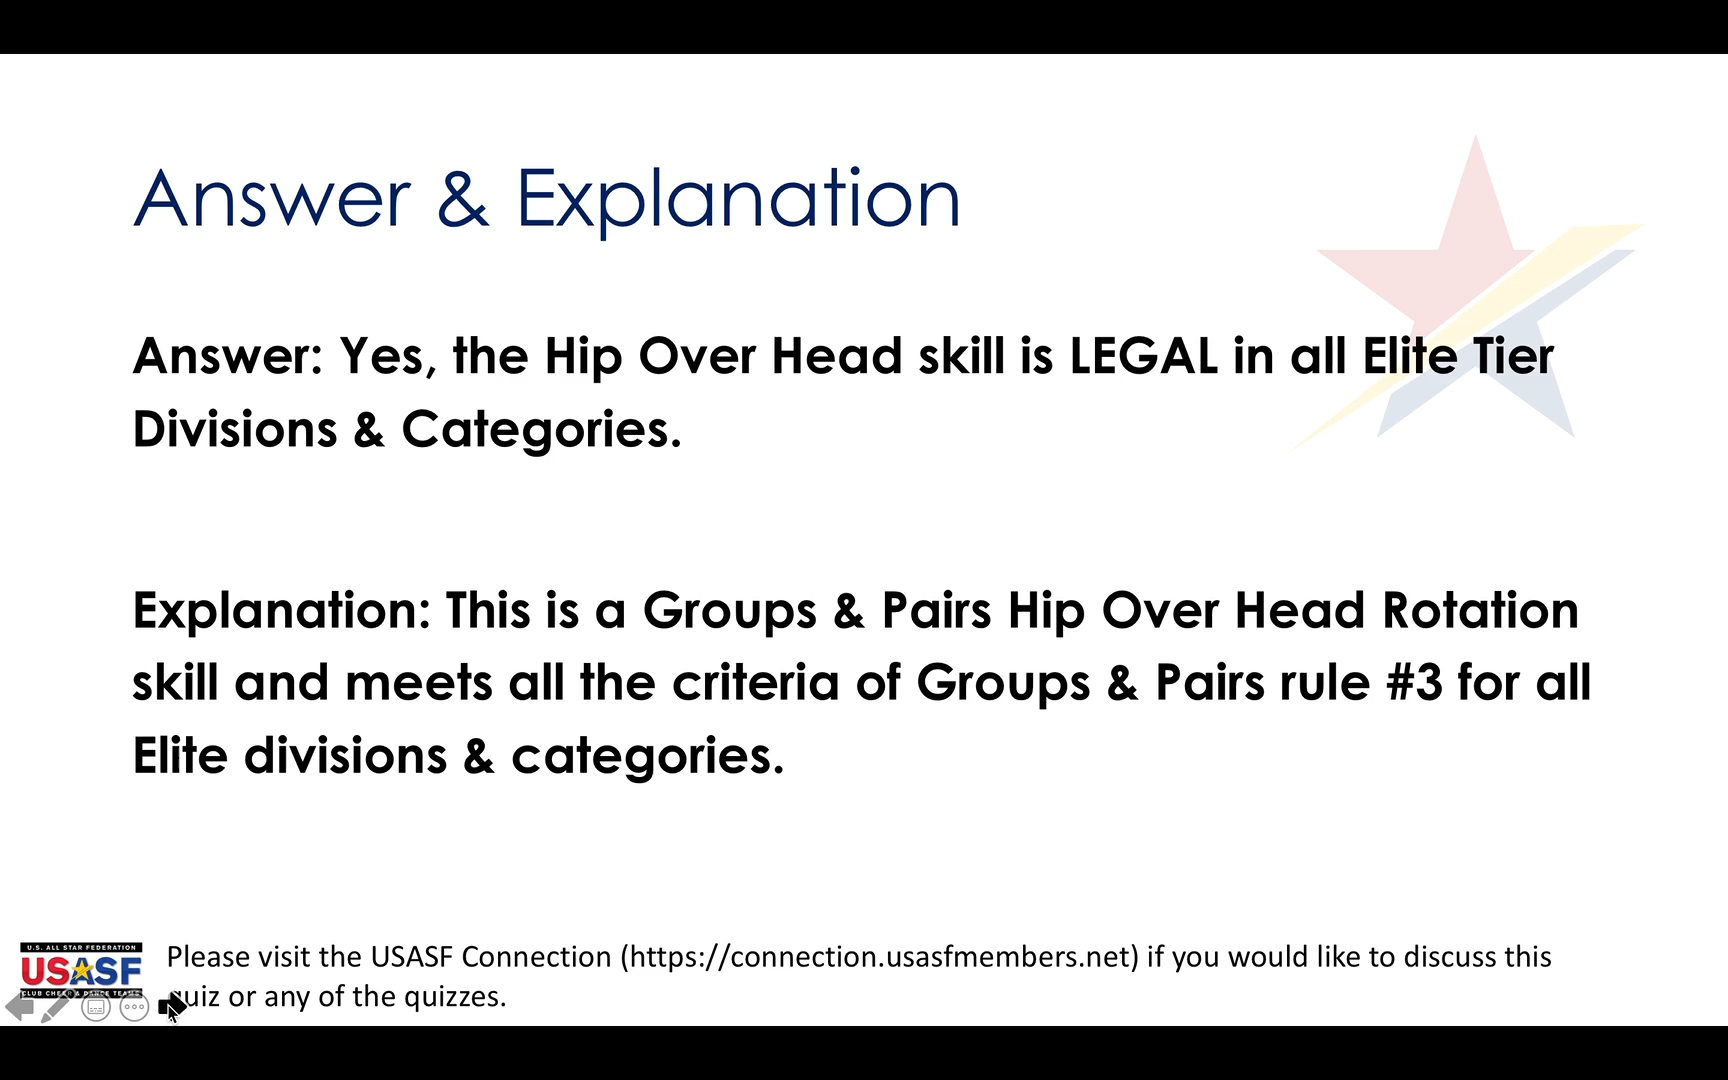 Answer & Explanation
Answer: Yes, the Hip Over Head skill is LEGAL in all Elite Tier
Divisions & Categories.
Explanation: This is a Groups & Pairs Hip Over Head Rotation
skill and meets all the criteria of Groups & Pairs rule #3 for all
Elite divisions & categories.
U.S. ALL STAR FEDERATION
USASF
CLUB CHEER & DANCE TEAMS
Please visit the USASF Connection (https://connection.usasfmembers.net) if you would like to discuss this
quiz or any of the quizzes.